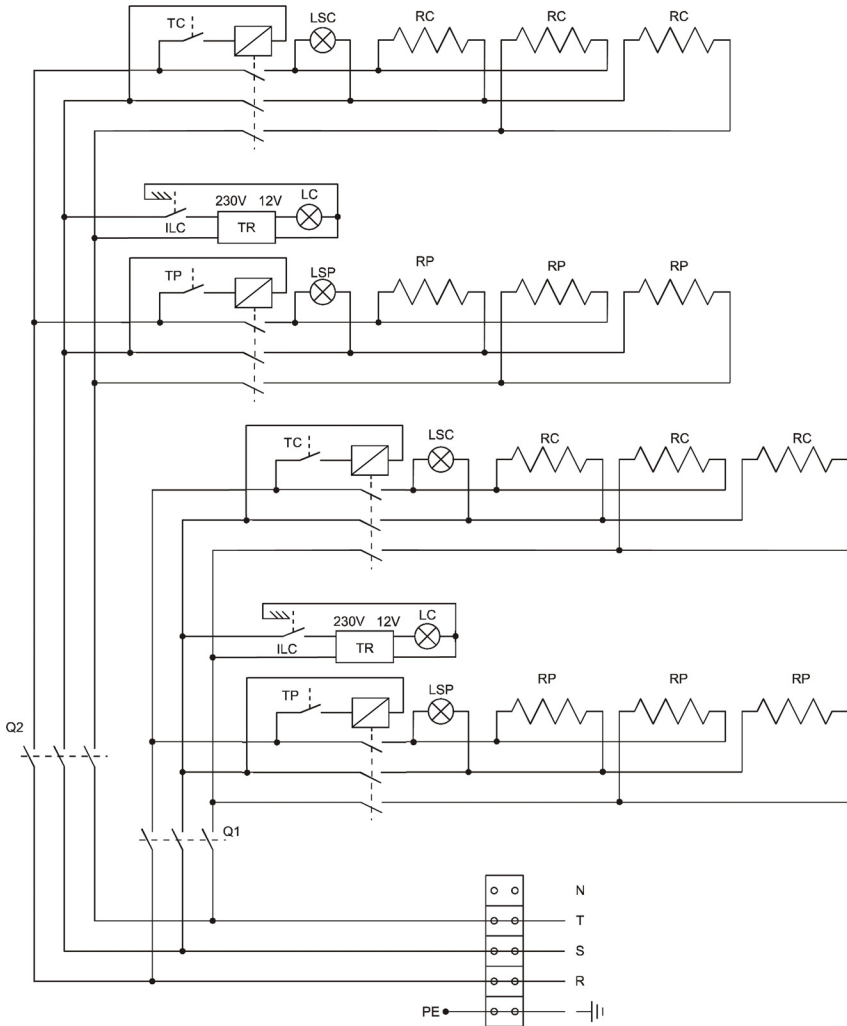 TC LSC RC RC RC
230V 12V LC
ILC TR
TP LSP RP RP RP
TC LSC RC RC RC
230V 12V LC
ILC TR
TP LSP RP RP RP
Q2
Q1
N
T
S
R
PE